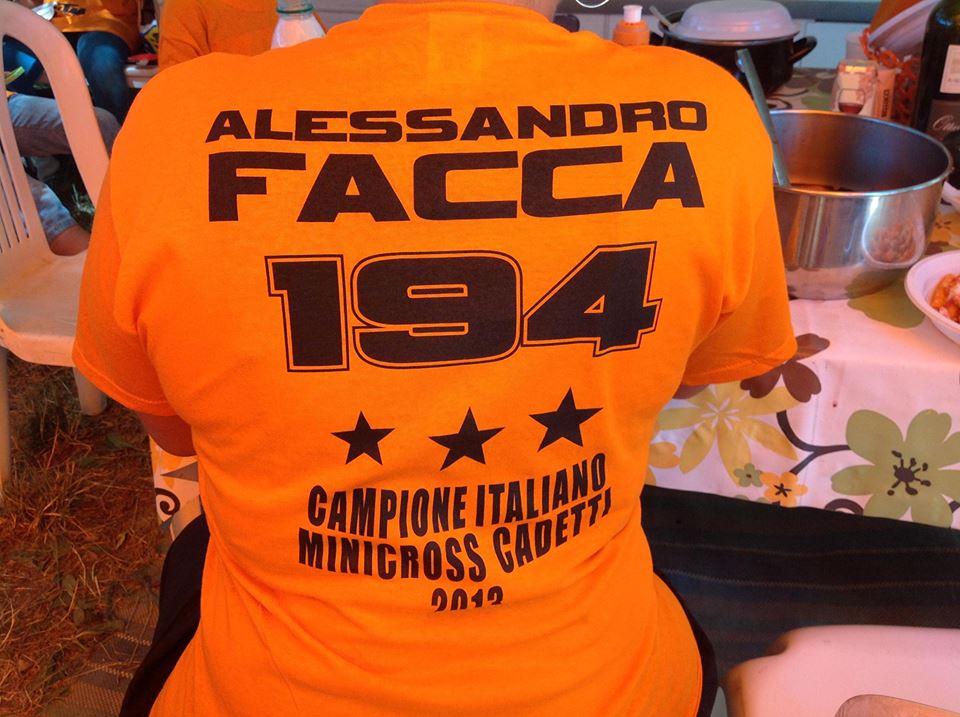 ALESSANDRO
FACCA
194
CAMPIONE ITALIANO
MINICROSS CADETTI
2013